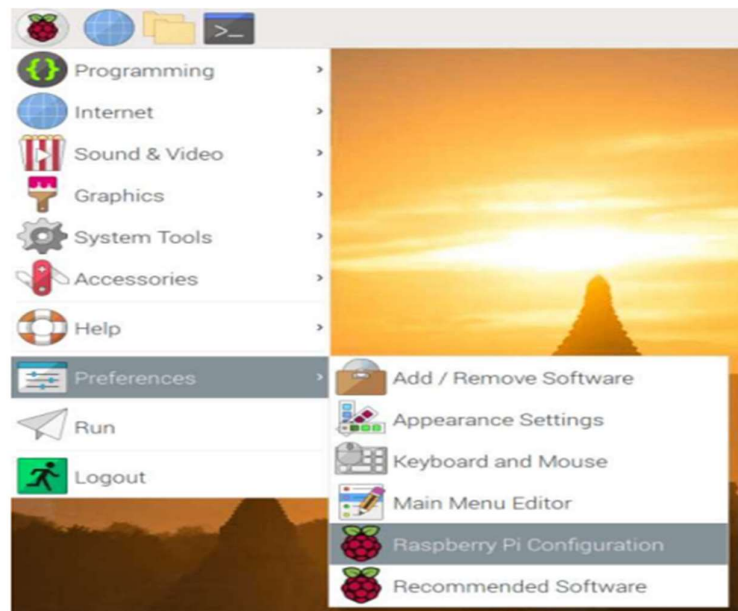 >_
Programming
Internet
Sound & Video
Graphics
System Tools
Accessories
Help
Preferences
Run
Logout
Add / Remove Software
Appearance Settings
Keyboard and Mouse
Main Menu Editor
Raspberry Pi Configuration
Recommended Software